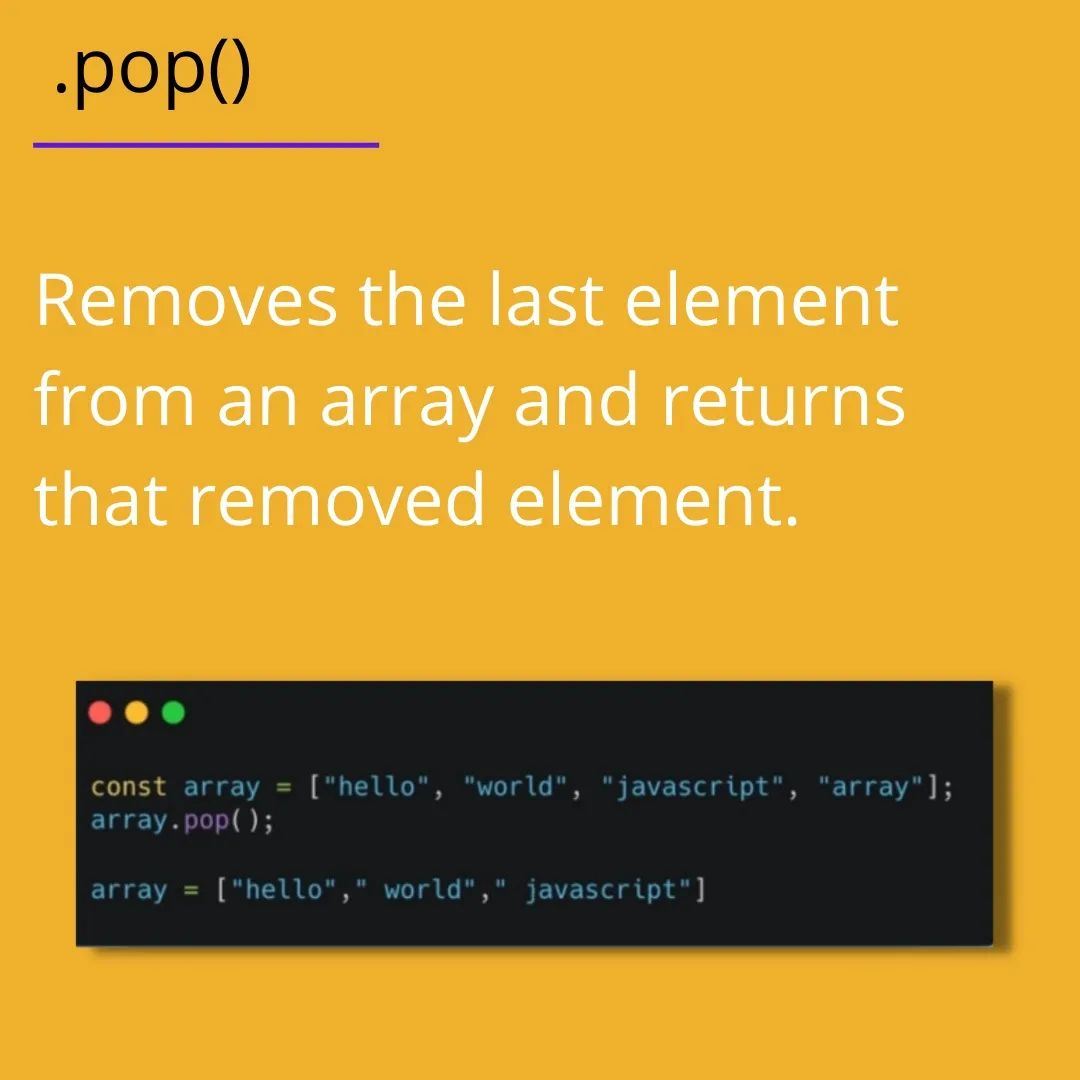 .pop()
Removes the last element
from an array and returns
that removed element.
const array = ["hello", "world", "javascript", "array"];
array.pop();
array = ["hello"," world"," javascript"]